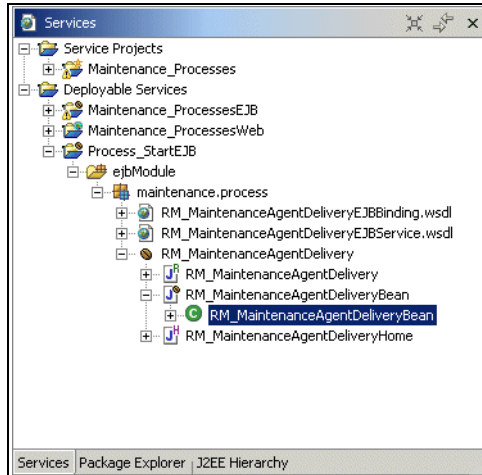 Services
Service Projects
Maintenance_Processes
Deployable Services
Maintenance_ProcessesEJB
Maintenance_ProcessesWeb
Process_StartEJB
ejbModule
maintenance.process
RM_MaintenanceAgentDeliveryEJBBinding.wsdl
RM_MaintenanceAgentDeliveryEJBService.wsdl
RM_MaintenanceAgentDelivery
RM_MaintenanceAgentDelivery
RM_MaintenanceAgentDeliveryBean
RM_MaintenanceAgentDeliveryBean
RM_MaintenanceAgentDeliveryHome
Services Package Explorer J2EE Hierarchy